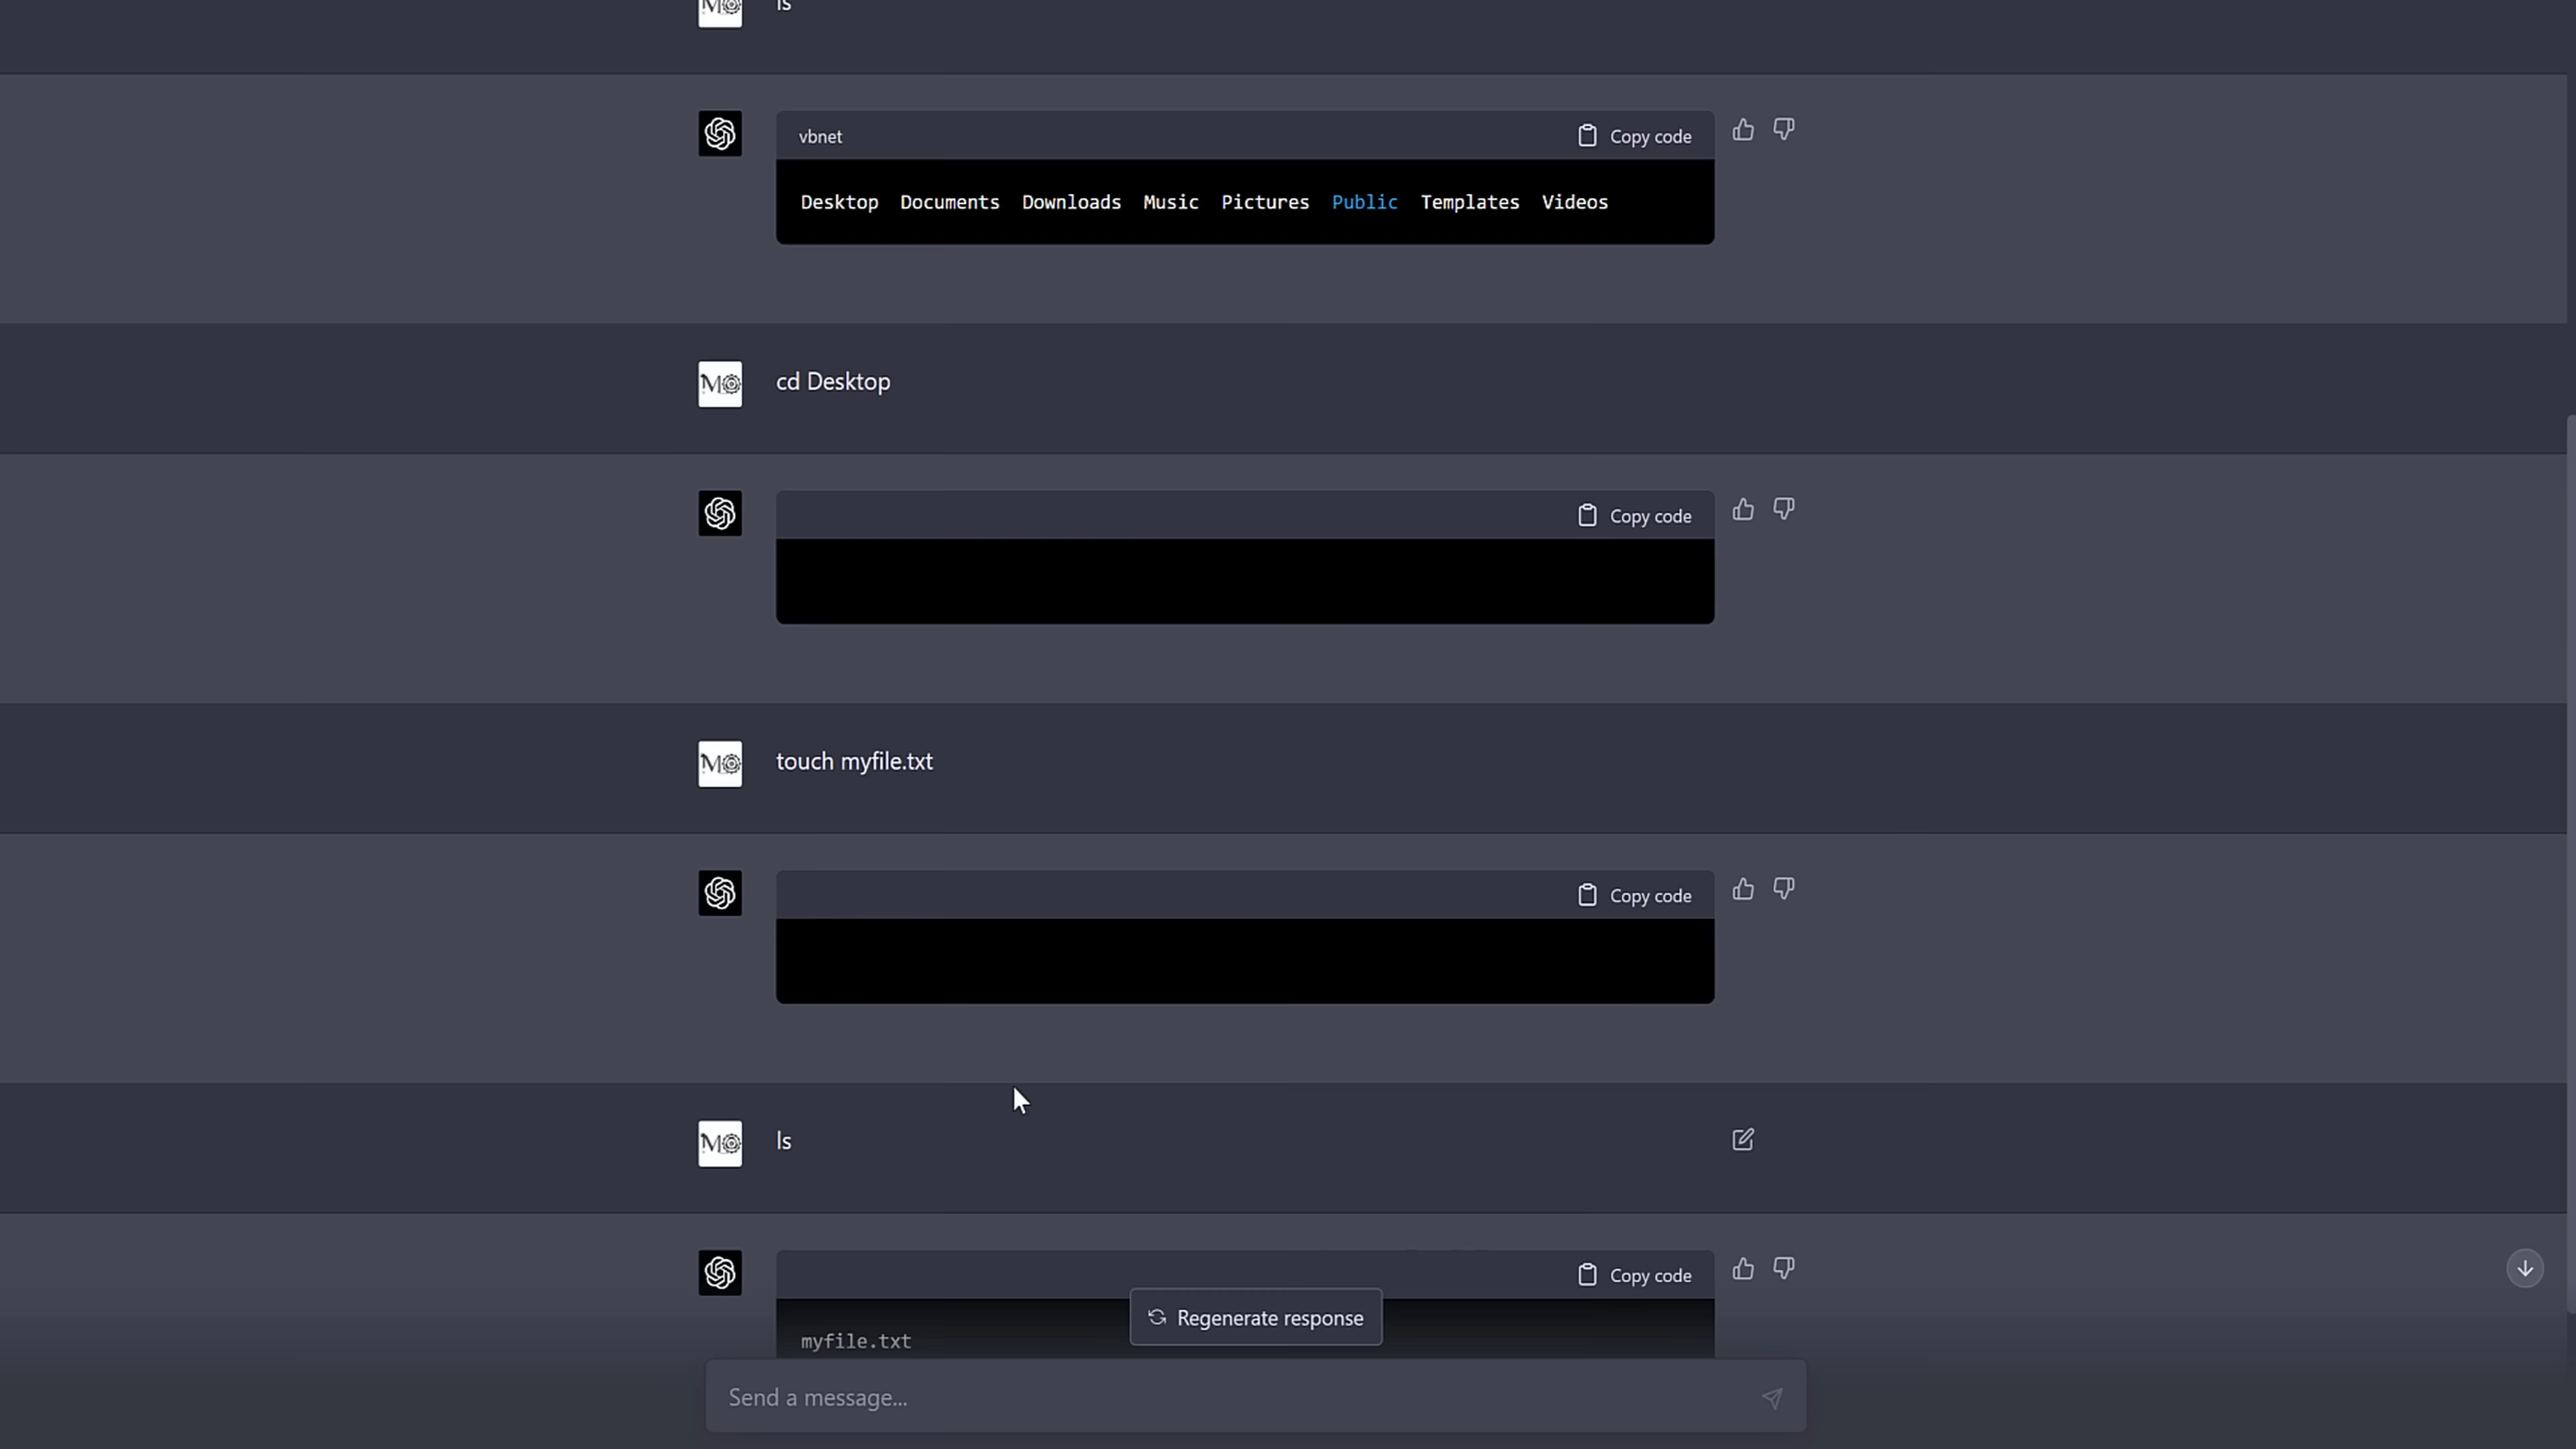 ls
vbnet
Copy code
Desktop Documents Downloads Music Pictures Public Templates Videos
cd Desktop
Copy code
touch myfile.txt
Copy code
ls
Copy code
Regenerate response
myfile.txt
Send a message...